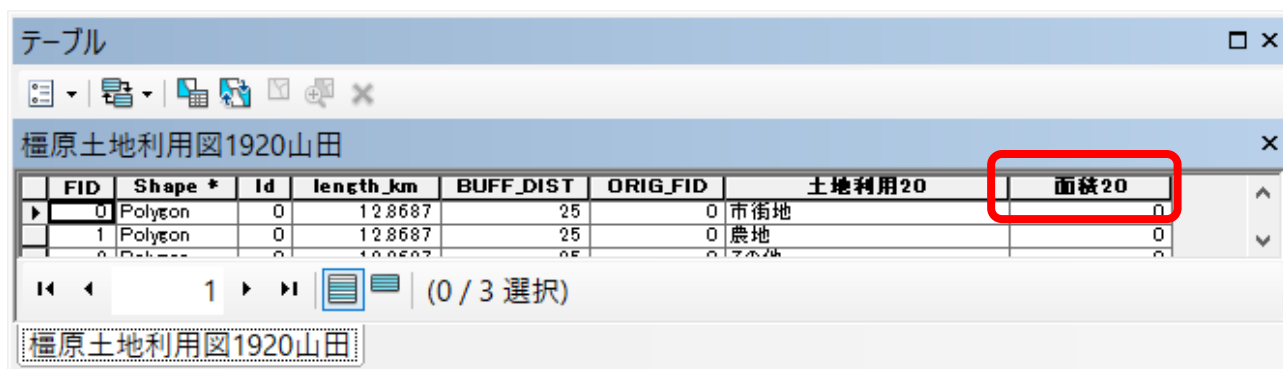 テーブル
橿原土地利用図1920山田
FID Shape * Id length_km BUFF_DIST ORIG_FID 土地利用20 面積20
0 Polygon 0 12.8687 25 0 市街地 0
1 Polygon 0 12.8687 25 0 農地 0
1 (0 / 3 選択)
橿原土地利用図1920山田